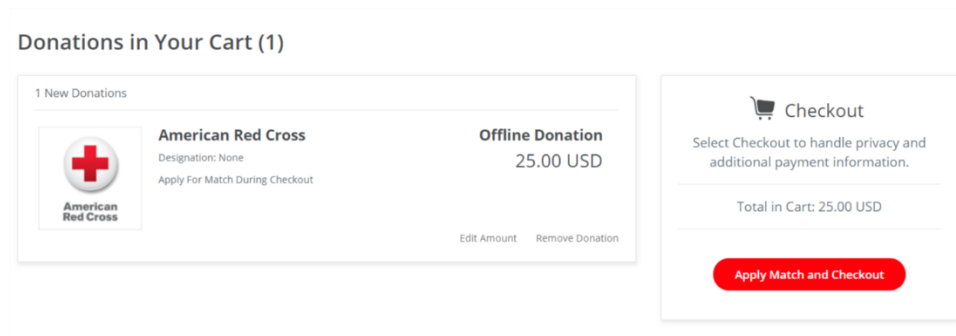 Donations in Your Cart (1)
1 New Donations
American Red Cross
Designation: None
Apply For Match During Checkout
American
Red Cross
Offline Donation
25.00 USD
Edit Amount Remove Donation
Checkout
Select Checkout to handle privacy and
additional payment information.
Total in Cart: 25.00 USD
Apply Match and Checkout